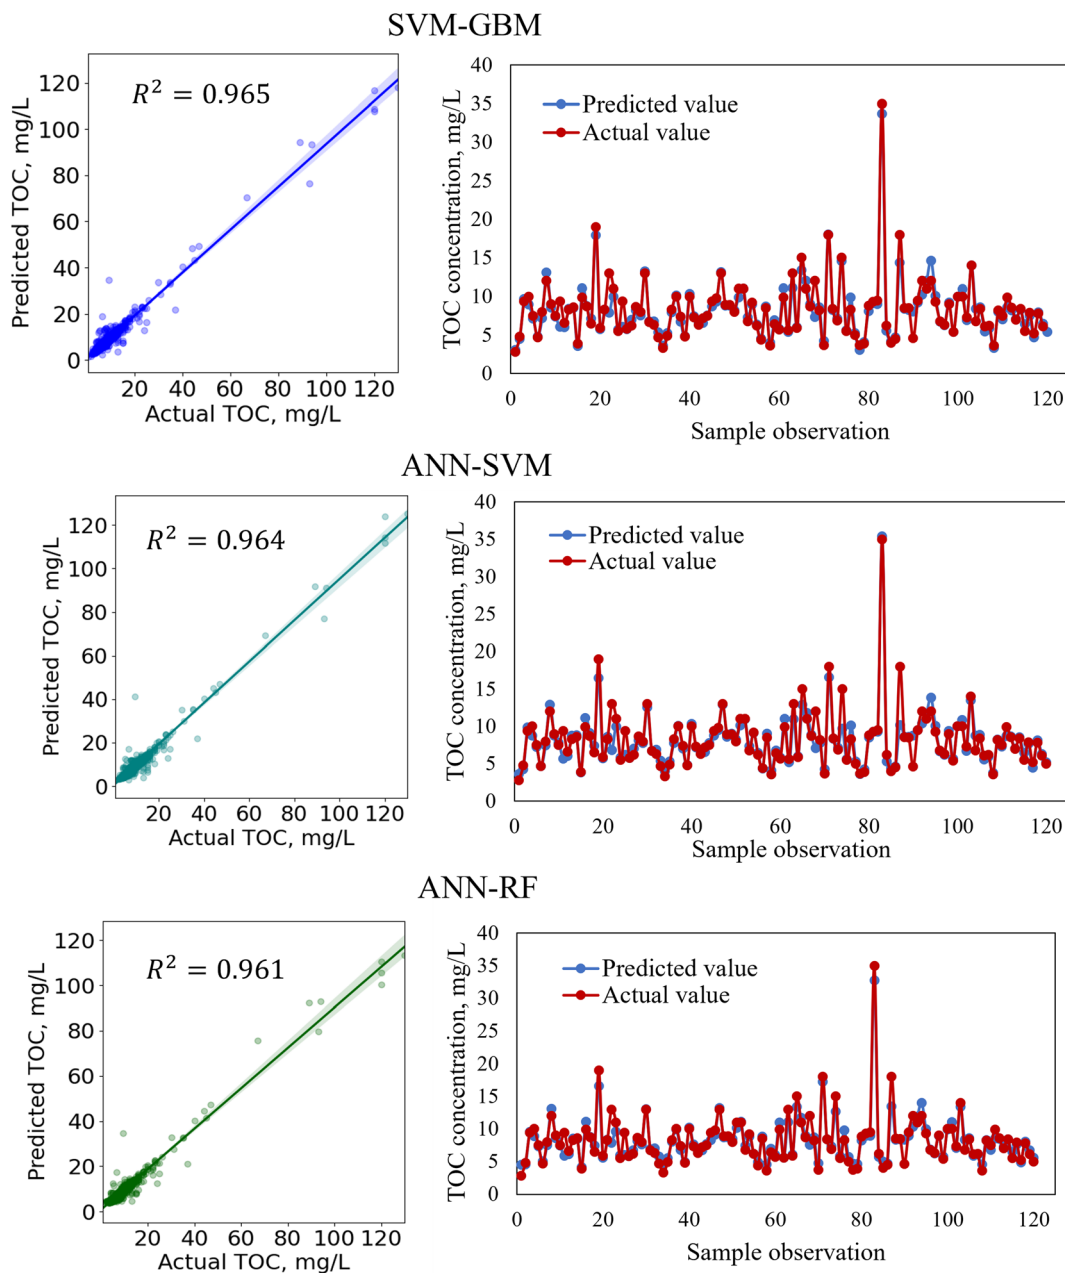 SVM-GBM
R² = 0.965
Predicted TOC, mg/L
120
100
80
60
40
20
0
20 40 60 80 100 120
Actual TOC, mg/L
Predicted value
Actual value
TOC concentration, mg/L
40
35
30
25
20
15
10
5
0
0 20 40 60 80 100 120
Sample observation
ANN-SVM
R² = 0.964
Predicted TOC, mg/L
120
100
80
60
40
20
0
20 40 60 80 100 120
Actual TOC, mg/L
Predicted value
Actual value
TOC concentration, mg/L
40
35
30
25
20
15
10
5
0
0 20 40 60 80 100 120
Sample observation
ANN-RF
R² = 0.961
Predicted TOC, mg/L
120
100
80
60
40
20
0
20 40 60 80 100 120
Actual TOC, mg/L
Predicted value
Actual value
TOC concentration, mg/L
40
35
30
25
20
15
10
5
0
0 20 40 60 80 100 120
Sample observation